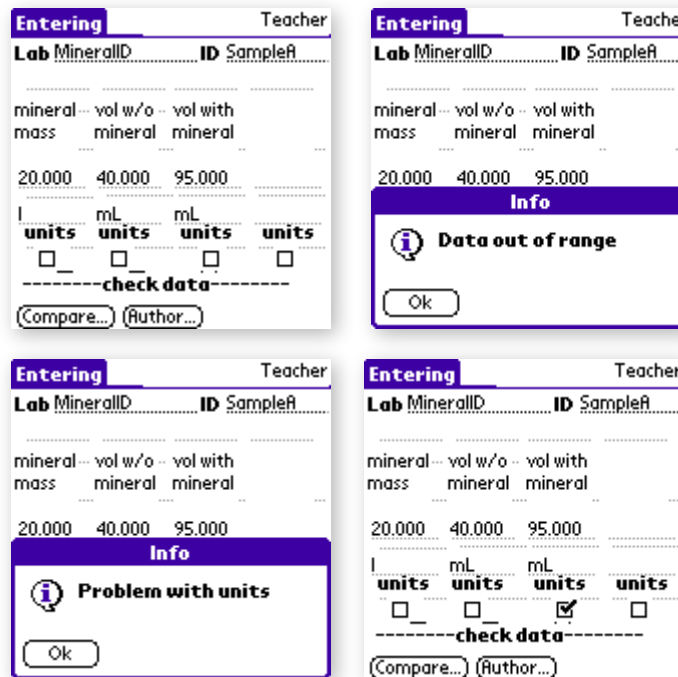 Entering Teacher
Lab MineralID ID SampleA
mineral vol w/o vol with
mass mineral mineral
20.000 40.000 95.000
l mL mL
units units units units
--------check data--------
(Compare...) (Author...)
Entering Teache
Lab MineralID ID SampleA
mineral vol w/o vol with
mass mineral mineral
20.000 40.000 95.000
Info
Data out of range
Ok
Entering Teacher
Lab MineralID ID SampleA
mineral vol w/o vol with
mass mineral mineral
20.000 40.000 95.000
Info
Problem with units
Ok
Entering Teacher
Lab MineralID ID SampleA
mineral vol w/o vol with
mass mineral mineral
20.000 40.000 95.000
l mL mL
units units units units
--------check data--------
(Compare...) (Author...)